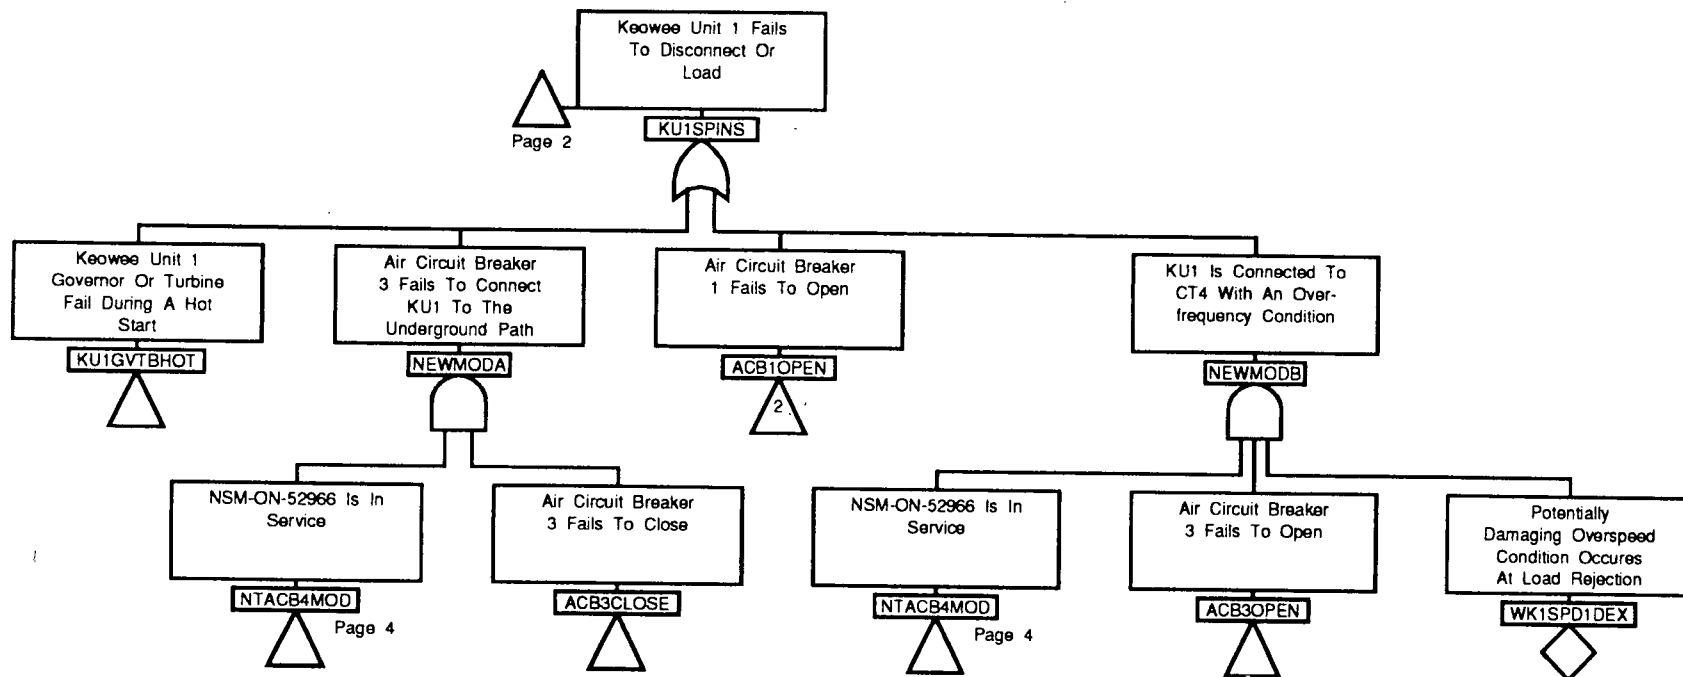 Keowee Unit 1 Fails
To Disconnect Or
Load
Page 2
KU1SPINS
Keowee Unit 1
Governor Or Turbine
Fail During A Hot
Start
KU1GVTBHOT
Air Circuit Breaker
3 Fails To Connect
KU1 To The
Underground Path
NEWMODA
Air Circuit Breaker
1 Fails To Open
ACB1OPEN
2
KU1 Is Connected To
CT4 With An Over-
frequency Condition
NEWMODB
NSM-ON-52966 Is In
Service
NTACB4MOD
Page 4
Air Circuit Breaker
3 Fails To Close
ACB3CLOSE
NSM-ON-52966 Is In
Service
NTACB4MOD
Page 4
Air Circuit Breaker
3 Fails To Open
ACB3OPEN
Potentially
Damaging Overspeed
Condition Occures
At Load Rejection
WK1SPD1DEX